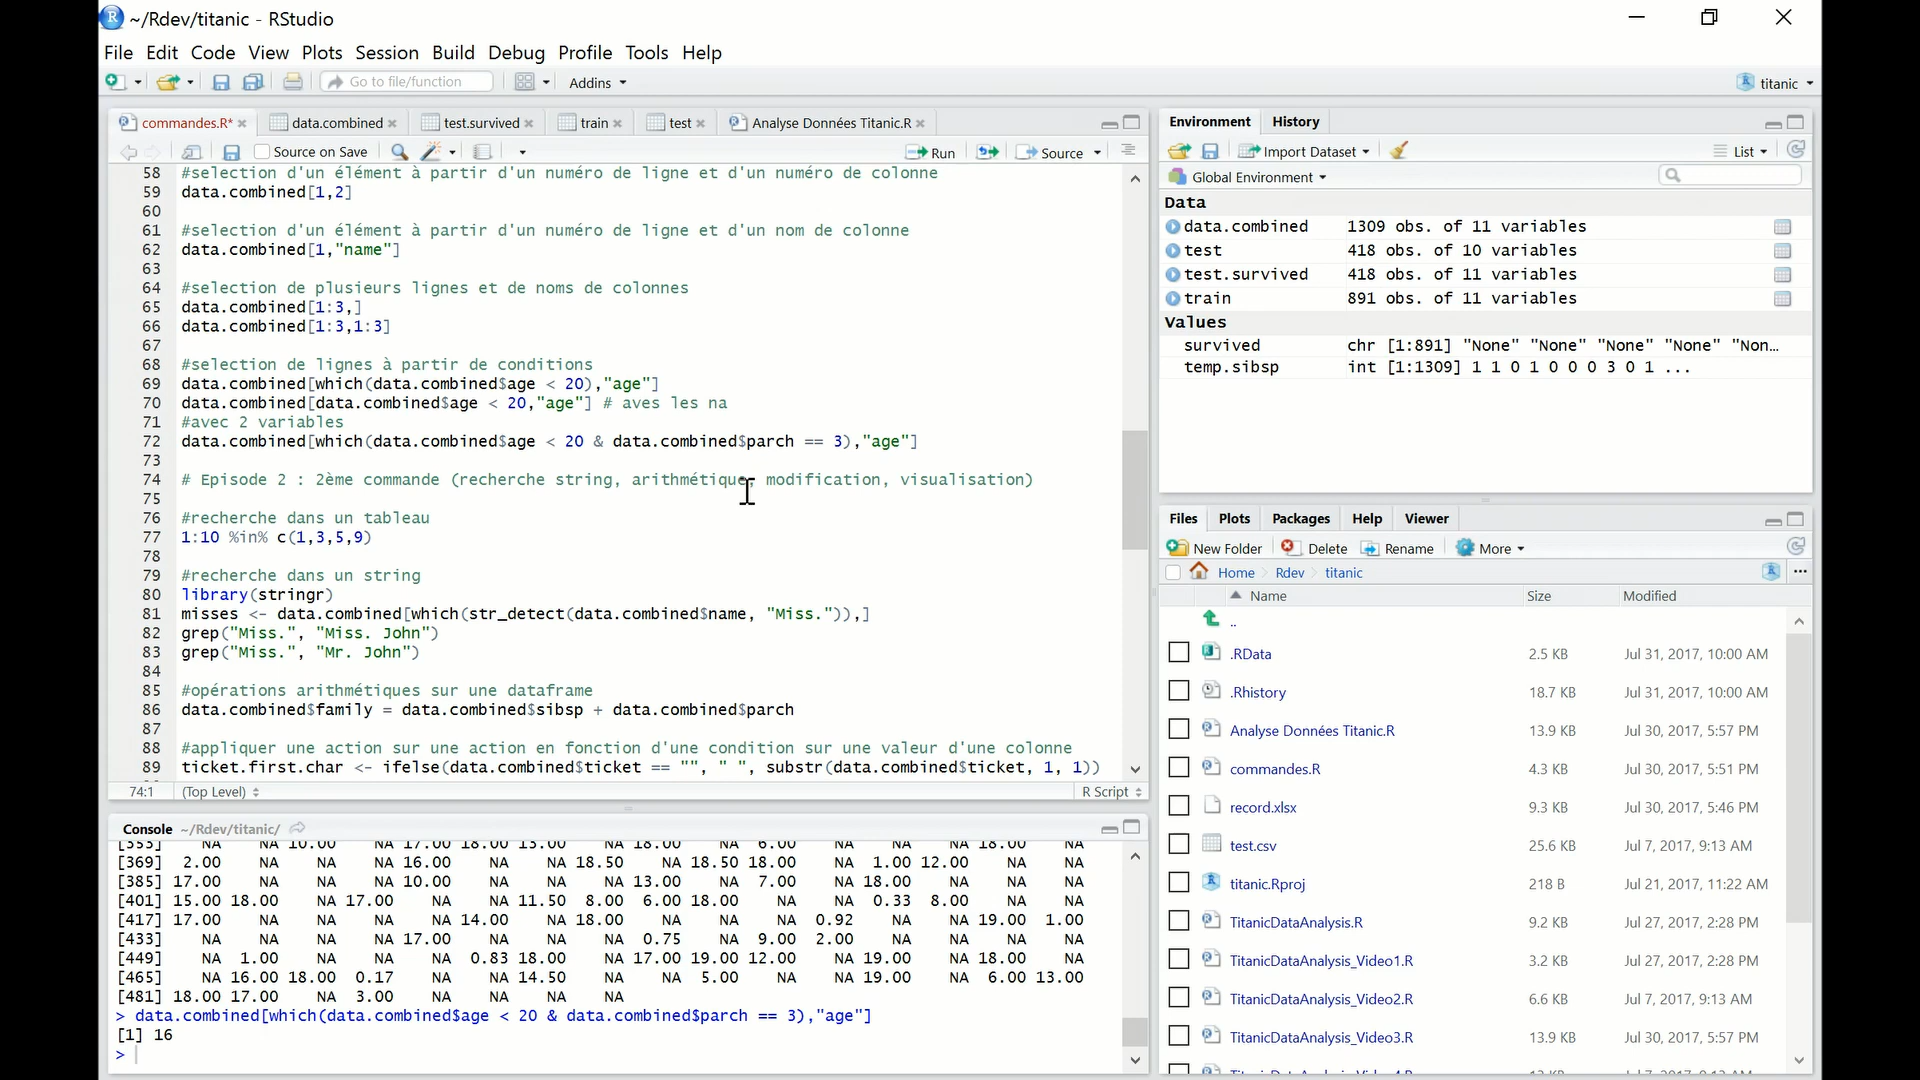 ~/Rdev/titanic - RStudio
File Edit Code View Plots Session Build Debug Profile Tools Help
Go to file/function Addins titanic
commandes.R* data.combined test.survived train test Analyse Données Titanic.R
Source on Save Run Source
58 #selection d'un élément à partir d'un numéro de ligne et d'un numéro de colonne
59 data.combined[1,2]
60
61 #selection d'un élément à partir d'un numéro de ligne et d'un nom de colonne
62 data.combined[1,"name"]
63
64 #selection de plusieurs lignes et de noms de colonnes
65 data.combined[1:3,]
66 data.combined[1:3,1:3]
67
68 #selection de lignes à partir de conditions
69 data.combined[which(data.combined$age < 20),"age"]
70 data.combined[data.combined$age < 20,"age"] # aves les na
71 #avec 2 variables
72 data.combined[which(data.combined$age < 20 & data.combined$parch == 3),"age"]
73
74 # Episode 2 : 2ème commande (recherche string, arithmétique, modification, visualisation)
75
76 #recherche dans un tableau
77 1:10 %in% c(1,3,5,9)
78
79 #recherche dans un string
80 library(stringr)
81 misses <- data.combined[which(str_detect(data.combined$name, "Miss.")),]
82 grep("Miss.", "Miss. John")
83 grep("Miss.", "Mr. John")
84
85 #opérations arithmétiques sur une dataframe
86 data.combined$family = data.combined$sibsp + data.combined$parch
87
88 #appliquer une action sur une action en fonction d'une condition sur une valeur d'une colonne
89 ticket.first.char <- ifelse(data.combined$ticket == "", " ", substr(data.combined$ticket, 1, 1))
74:1 (Top Level) R Script
Console ~/Rdev/titanic/
[353] NA NA 10.00 NA 17.00 18.00 15.00 NA 18.00 NA 6.00 NA NA 18.00 NA
[369] 2.00 NA NA NA 16.00 NA NA 18.50 NA 18.50 18.00 NA 1.00 12.00 NA NA
[385] 17.00 NA NA NA 10.00 NA NA NA 13.00 NA 7.00 NA 18.00 NA NA NA
[401] 15.00 18.00 NA 17.00 NA NA 11.50 8.00 6.00 18.00 NA NA 0.33 8.00 NA NA
[417] 17.00 NA NA NA NA 14.00 NA 18.00 NA NA NA 0.92 NA NA 19.00 1.00
[433] NA NA NA NA 17.00 NA NA NA 0.75 NA 9.00 2.00 NA NA NA NA
[449] NA 1.00 NA NA NA 0.83 18.00 NA 17.00 19.00 12.00 NA 19.00 NA 18.00 NA
[465] NA 16.00 18.00 0.17 NA NA 14.50 NA NA 5.00 NA NA 19.00 NA 6.00 13.00
[481] 18.00 17.00 NA 3.00 NA NA NA NA
> data.combined[which(data.combined$age < 20 & data.combined$parch == 3),"age"]
[1] 16
>
Environment History
Import Dataset List
Global Environment
Data
data.combined 1309 obs. of 11 variables
test 418 obs. of 10 variables
test.survived 418 obs. of 11 variables
train 891 obs. of 11 variables
Values
survived chr [1:891] "None" "None" "None" "None" "Non...
temp.sibsp int [1:1309] 1 1 0 1 0 0 0 3 0 1 ...
Files Plots Packages Help Viewer
New Folder Delete Rename More
Home Rdev titanic ...
Name Size Modified
..
.RData 2.5 KB Jul 31, 2017, 10:00 AM
.Rhistory 18.7 KB Jul 31, 2017, 10:00 AM
Analyse Données Titanic.R 13.9 KB Jul 30, 2017, 5:57 PM
commandes.R 4.3 KB Jul 30, 2017, 5:51 PM
record.xlsx 9.3 KB Jul 30, 2017, 5:46 PM
test.csv 25.6 KB Jul 7, 2017, 9:13 AM
titanic.Rproj 218 B Jul 21, 2017, 11:22 AM
TitanicDataAnalysis.R 9.2 KB Jul 27, 2017, 2:28 PM
TitanicDataAnalysis_Video1.R 3.2 KB Jul 27, 2017, 2:28 PM
TitanicDataAnalysis_Video2.R 6.6 KB Jul 7, 2017, 9:13 AM
TitanicDataAnalysis_Video3.R 13.9 KB Jul 30, 2017, 5:57 PM